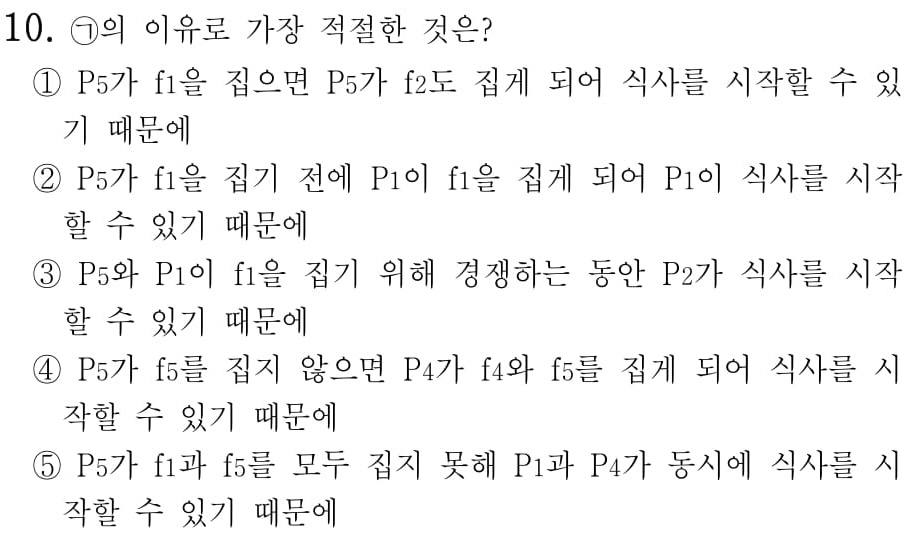 10. ㉠의 이유로 가장 적절한 것은?
① P5가 f1을 집으면 P5가 f2도 집게 되어 식사를 시작할 수 있
기 때문에
② P5가 f1을 집기 전에 P1이 f1을 집게 되어 P1이 식사를 시작
할 수 있기 때문에
③ P5와 P1이 f1을 집기 위해 경쟁하는 동안 P2가 식사를 시작
할 수 있기 때문에
④ P5가 f5를 집지 않으면 P4가 f4와 f5를 집게 되어 식사를 시
작할 수 있기 때문에
⑤ P5가 f1과 f5를 모두 집지 못해 P1과 P4가 동시에 식사를 시
작할 수 있기 때문에